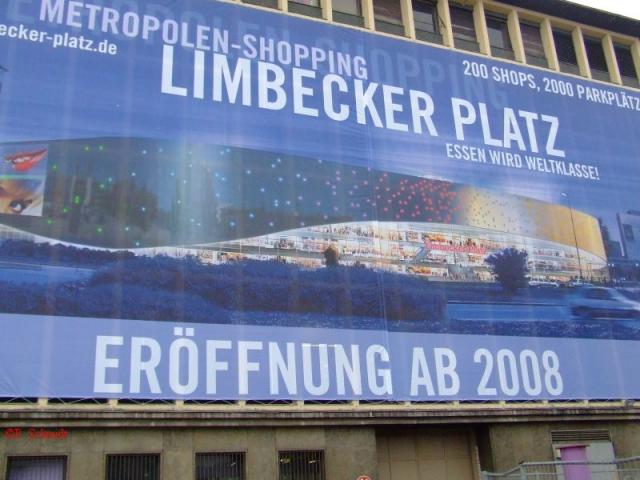 METROPOLEN-SHOPPING
ecker-platz.de
200 SHOPS, 2000 PARKPLÄTZ
LIMBECKER PLATZ
ESSEN WIRD WELTKLASSE!
ERÖFFNUNG AB 2008